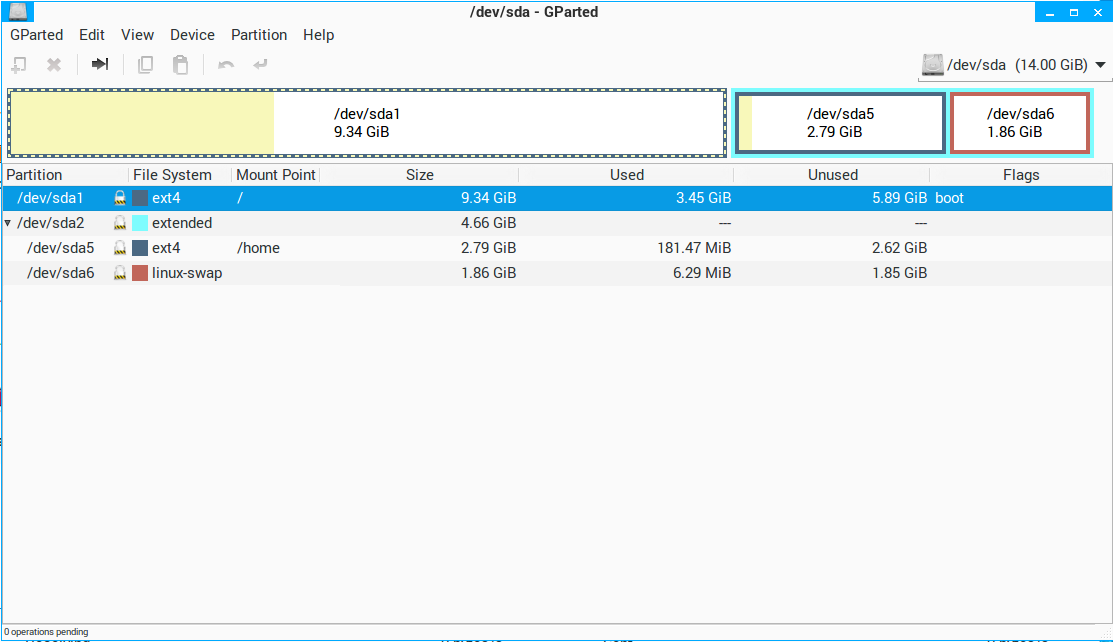 /dev/sda - GParted
GParted Edit View Device Partition Help
/dev/sda (14.00 GiB)
/dev/sda1 /dev/sda5 /dev/sda6
9.34 GiB 2.79 GiB 1.86 GiB
Partition File System Mount Point Size Used Unused Flags
/dev/sda1 ext4 / 9.34 GiB 3.45 GiB 5.89 GiB boot
/dev/sda2 extended 4.66 GiB --- ---
/dev/sda5 ext4 /home 2.79 GiB 181.47 MiB 2.62 GiB
/dev/sda6 linux-swap 1.86 GiB 6.29 MiB 1.85 GiB
0 operations pending